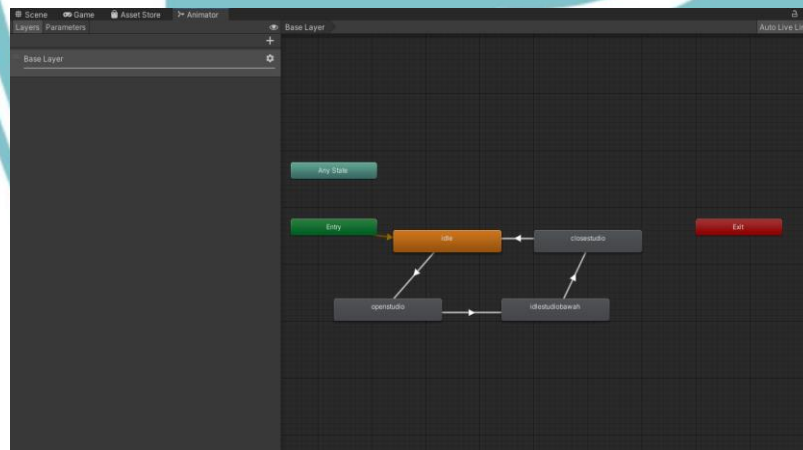 Scene Game Asset Store Animator
Layers Parameters Base Layer Auto Live Li
Base Layer
Any State
Entry
idle
closestudio
Exit
openstudio
idlestudiobawah